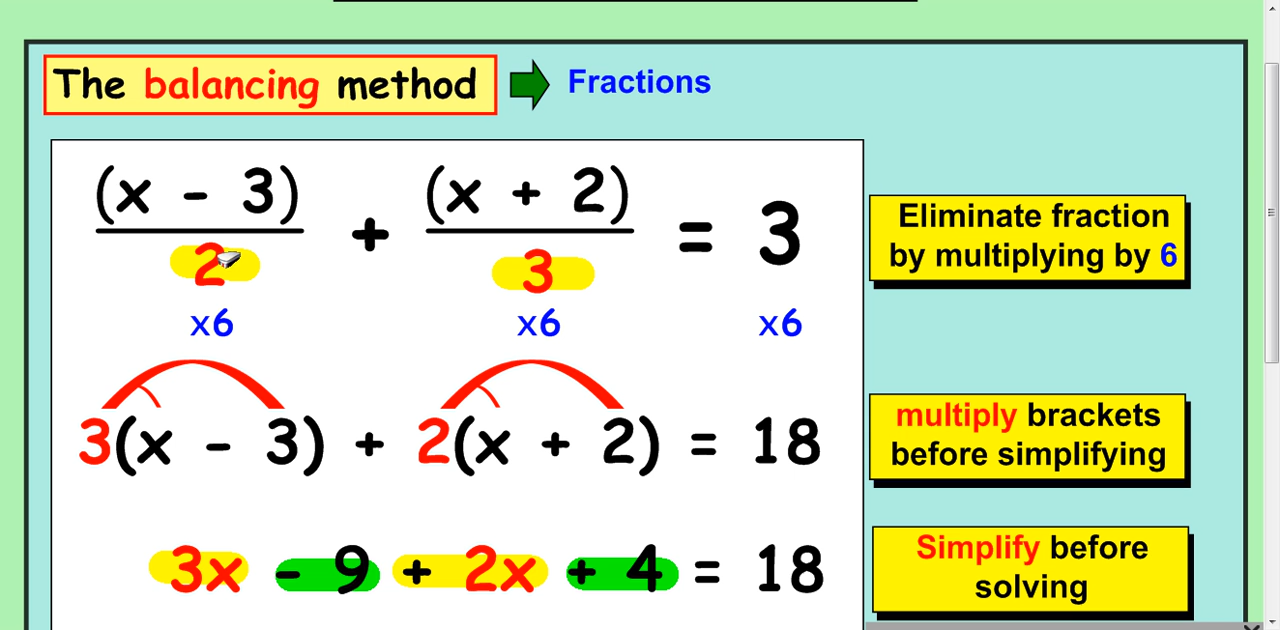 The balancing method
Fractions
(x - 3) + (x + 2) = 3
2 3
x6 x6 x6
Eliminate fraction
by multiplying by 6
3(x - 3) + 2(x + 2) = 18
multiply brackets
before simplifying
3x - 9 + 2x + 4 = 18
Simplify before
solving